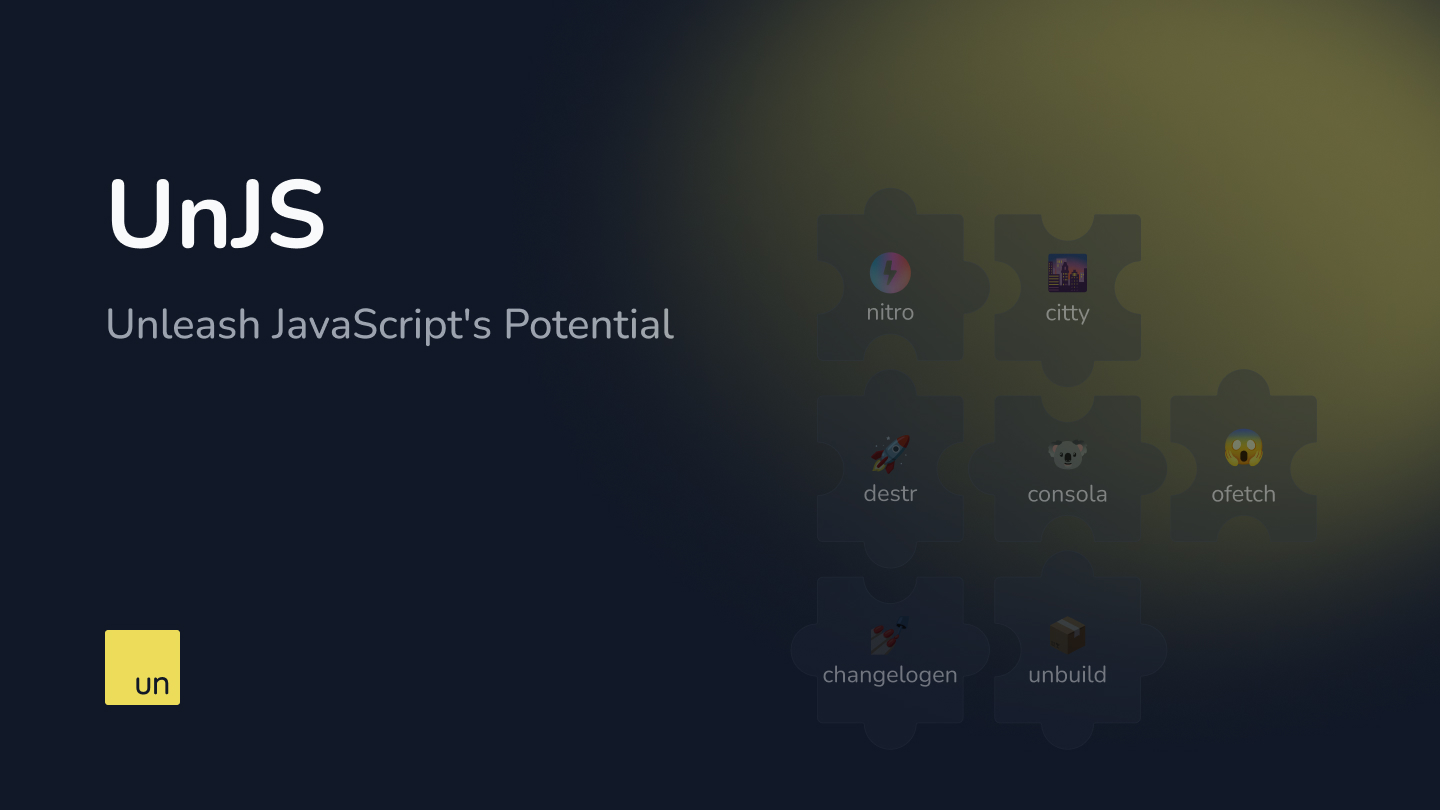 UnJS
Unleash JavaScript's Potential
nitro
citty
destr
consola
ofetch
changelogen
unbuild
un